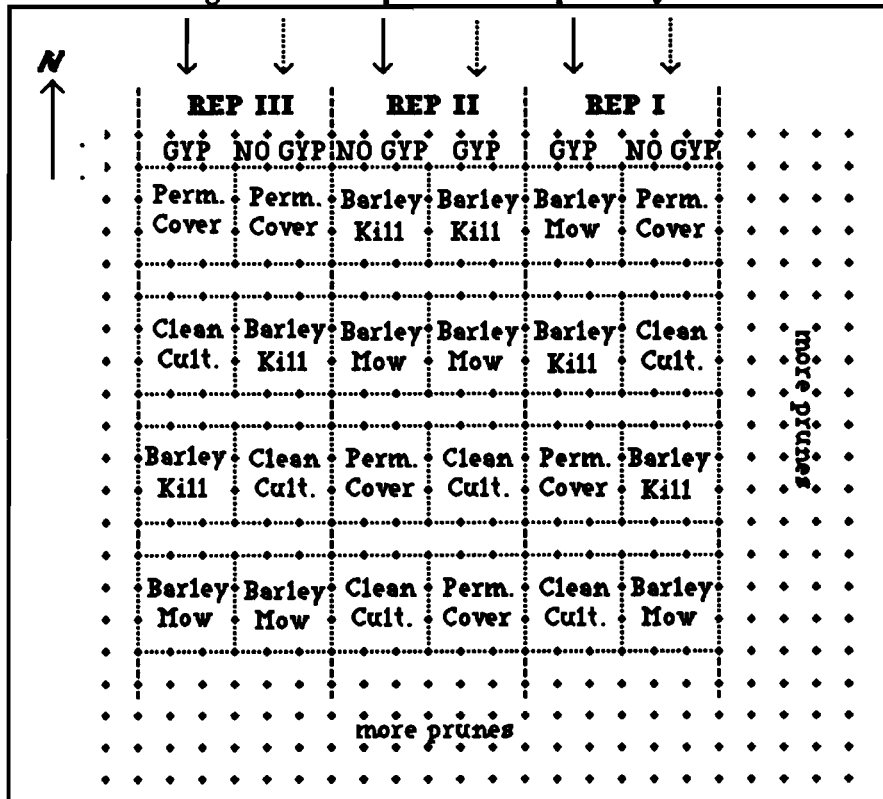 N
REP III REP II REP I
GYP NO GYP NO GYP GYP GYP NO GYP
Perm. Cover Perm. Cover Barley Kill Barley Kill Barley Mow Perm. Cover
Clean Cult. Barley Kill Barley Mow Barley Mow Barley Kill Clean Cult.
Barley Kill Clean Cult. Perm. Cover Clean Cult. Perm. Cover Barley Kill
Barley Mow Barley Mow Clean Cult. Perm. Cover Clean Cult. Barley Mow
more prunes
more prunes